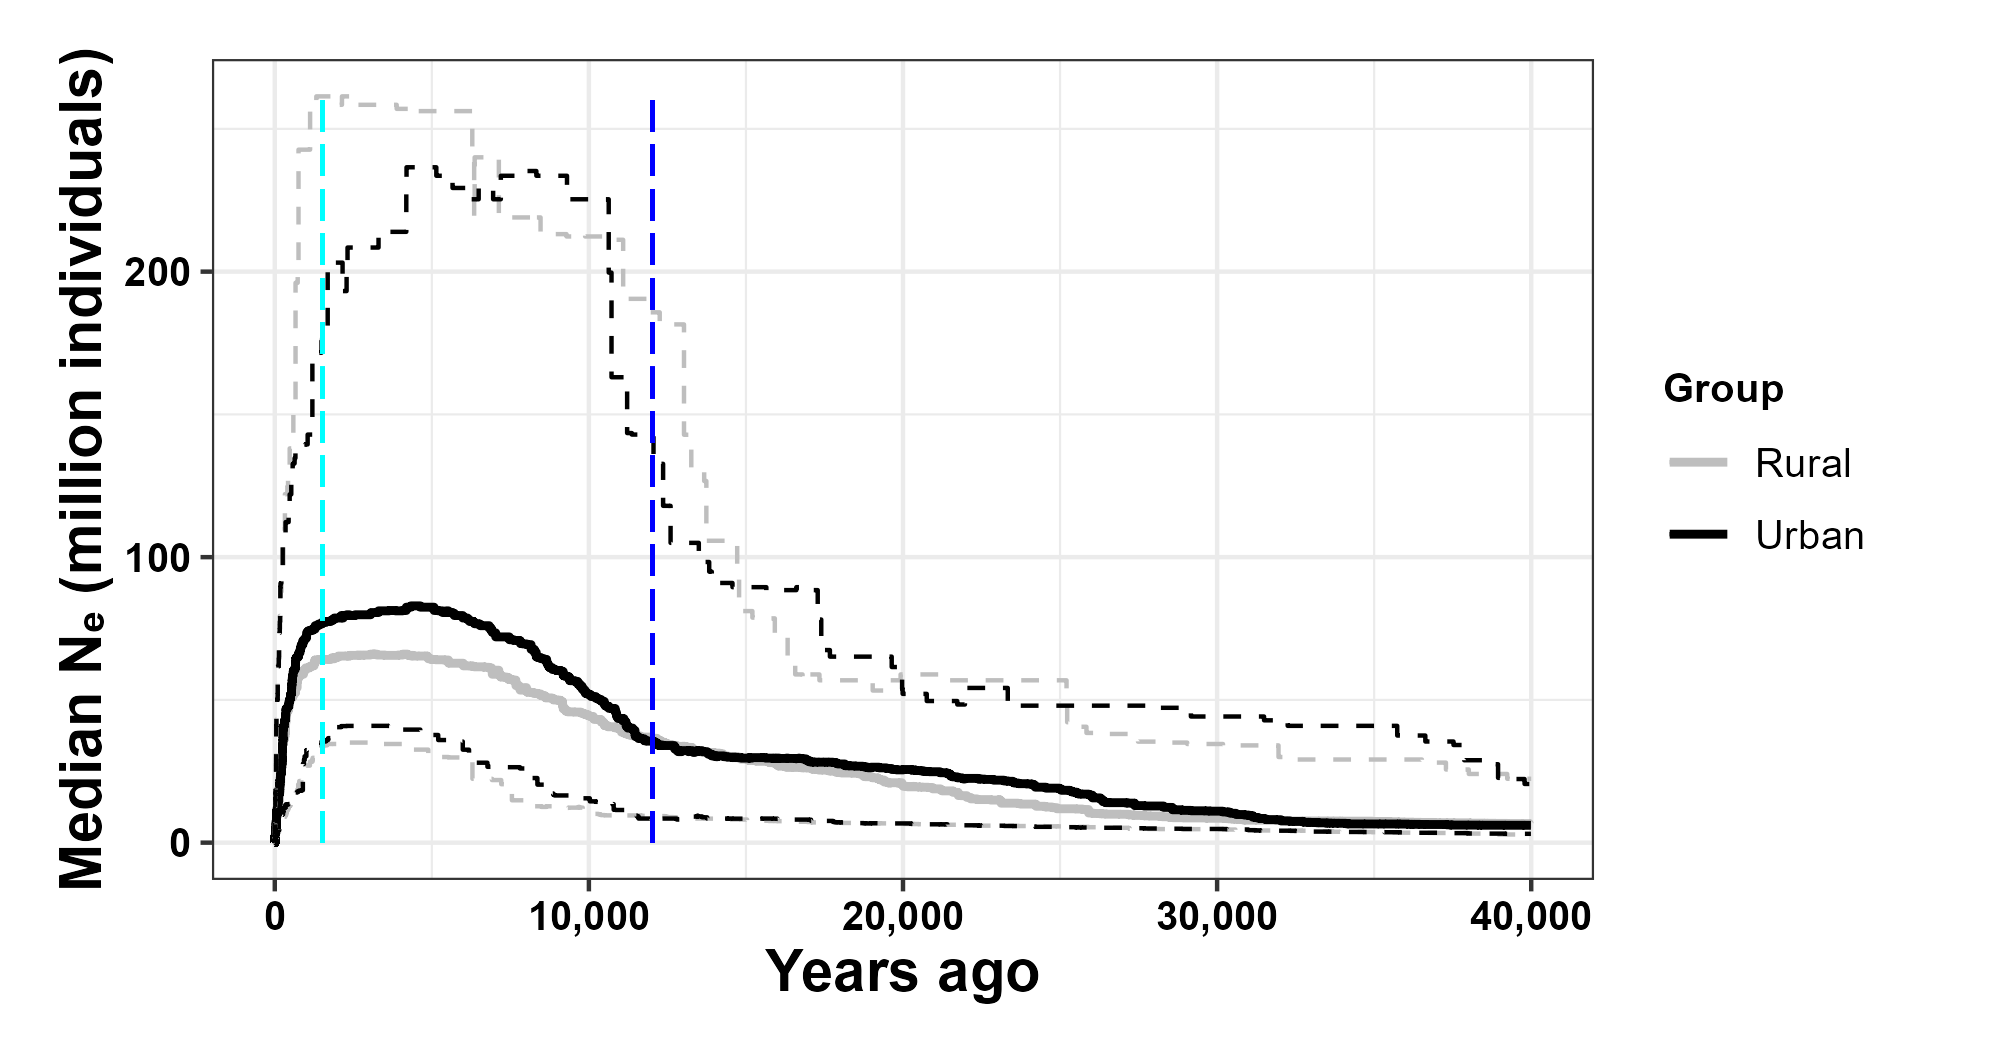 Median Ne (million individuals)
200
100
0
0 10,000 20,000 30,000 40,000
Years ago
Group
Rural
Urban